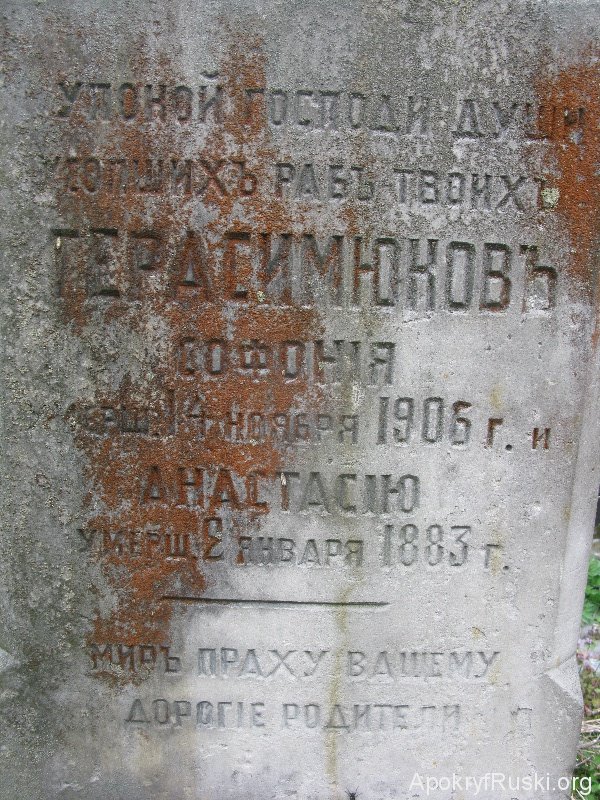 УПОКОЙ ГОСПОДИ ДУШИ
УСОПШИХЪ РАБЪ ТВОИХЪ
ГЕРАСИМЮКОВЪ
СОФОНІЯ
УМЕРШ. 14 НОЯБРЯ 1906 Г. И
АНАСТАСІЮ
УМЕРШ. 2 ЯНВАРЯ 1883 Г.
МИРЪ ПРАХУ ВАШЕМУ
ДОРОГІЕ РОДИТЕЛИ
ApokryfRuski.org